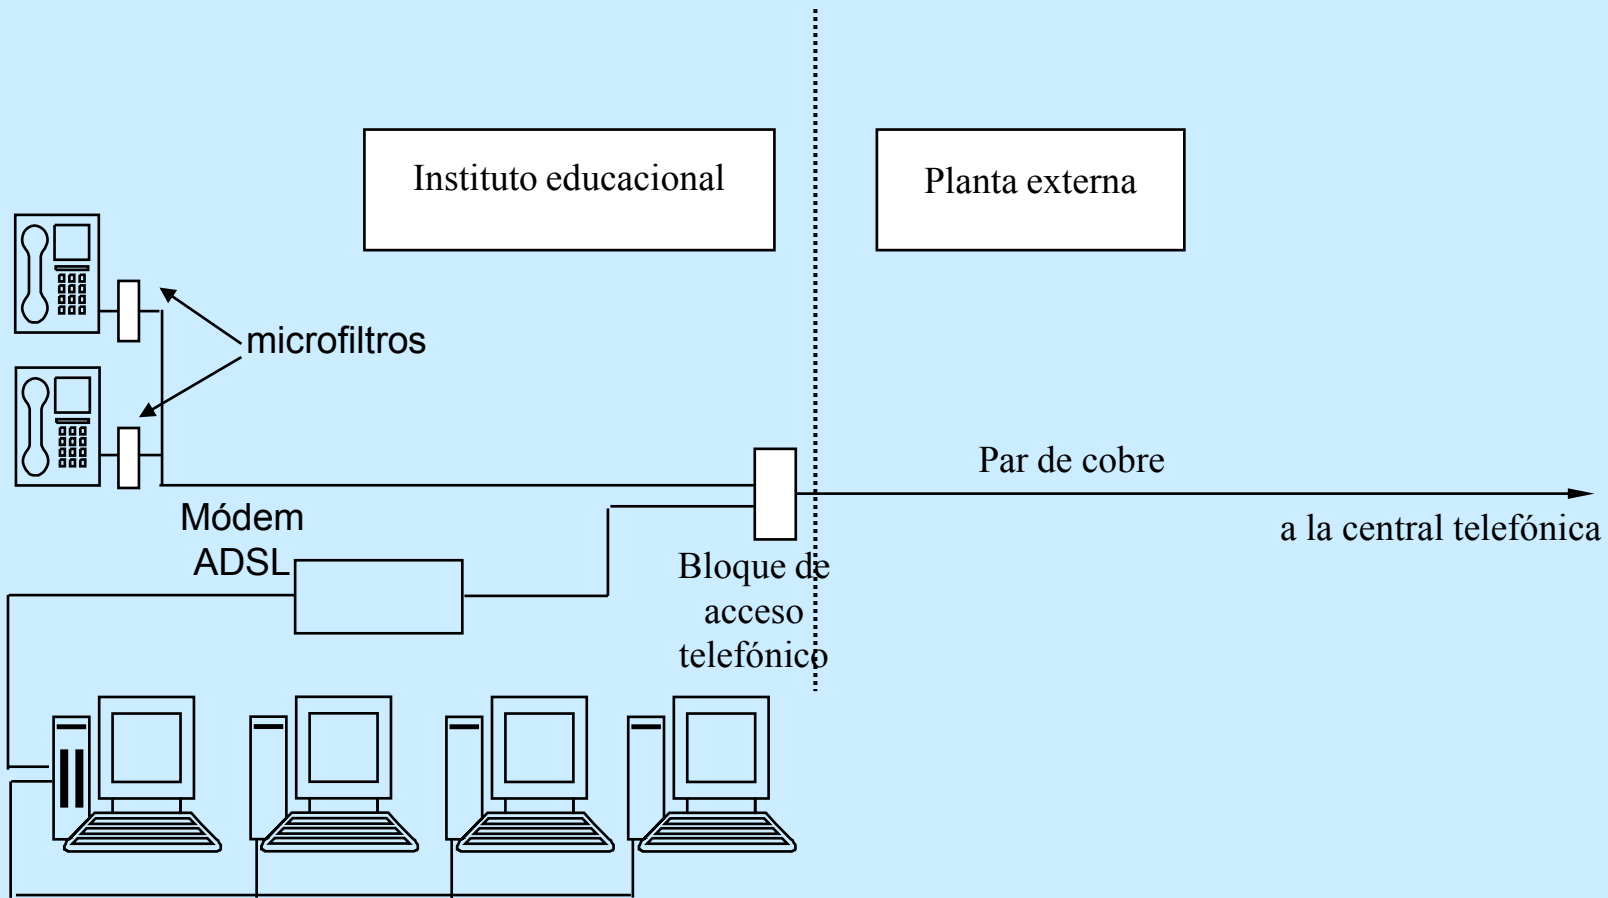 Instituto educacional
Planta externa
microfiltros
Par de cobre
a la central telefónica
Módem
ADSL
Bloque de
acceso
telefónico